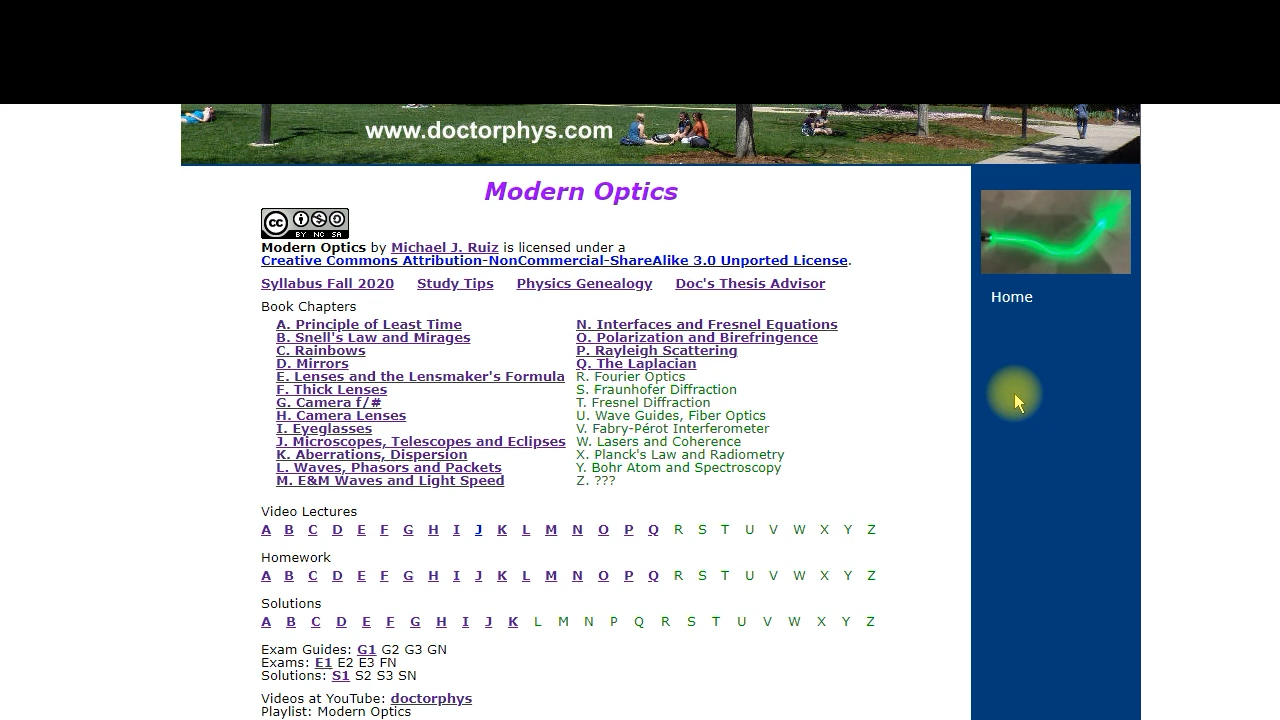 www.doctorphys.com
Modern Optics
CC BY NC SA
Modern Optics by Michael J. Ruiz is licensed under a
Creative Commons Attribution-NonCommercial-ShareAlike 3.0 Unported License.
Syllabus Fall 2020 Study Tips Physics Genealogy Doc's Thesis Advisor
Book Chapters
A. Principle of Least Time
B. Snell's Law and Mirages
C. Rainbows
D. Mirrors
E. Lenses and the Lensmaker's Formula
F. Thick Lenses
G. Camera f/#
H. Camera Lenses
I. Eyeglasses
J. Microscopes, Telescopes and Eclipses
K. Aberrations, Dispersion
L. Waves, Phasors and Packets
M. E&M Waves and Light Speed
N. Interfaces and Fresnel Equations
O. Polarization and Birefringence
P. Rayleigh Scattering
Q. The Laplacian
R. Fourier Optics
S. Fraunhofer Diffraction
T. Fresnel Diffraction
U. Wave Guides, Fiber Optics
V. Fabry-Pérot Interferometer
W. Lasers and Coherence
X. Planck's Law and Radiometry
Y. Bohr Atom and Spectroscopy
Z. ???
Video Lectures
A B C D E F G H I J K L M N O P Q R S T U V W X Y Z
Homework
A B C D E F G H I J K L M N O P Q R S T U V W X Y Z
Solutions
A B C D E F G H I J K L M N P Q R S T U V W X Y Z
Exam Guides: G1 G2 G3 GN
Exams: E1 E2 E3 FN
Solutions: S1 S2 S3 SN
Videos at YouTube: doctorphys
Playlist: Modern Optics
Home